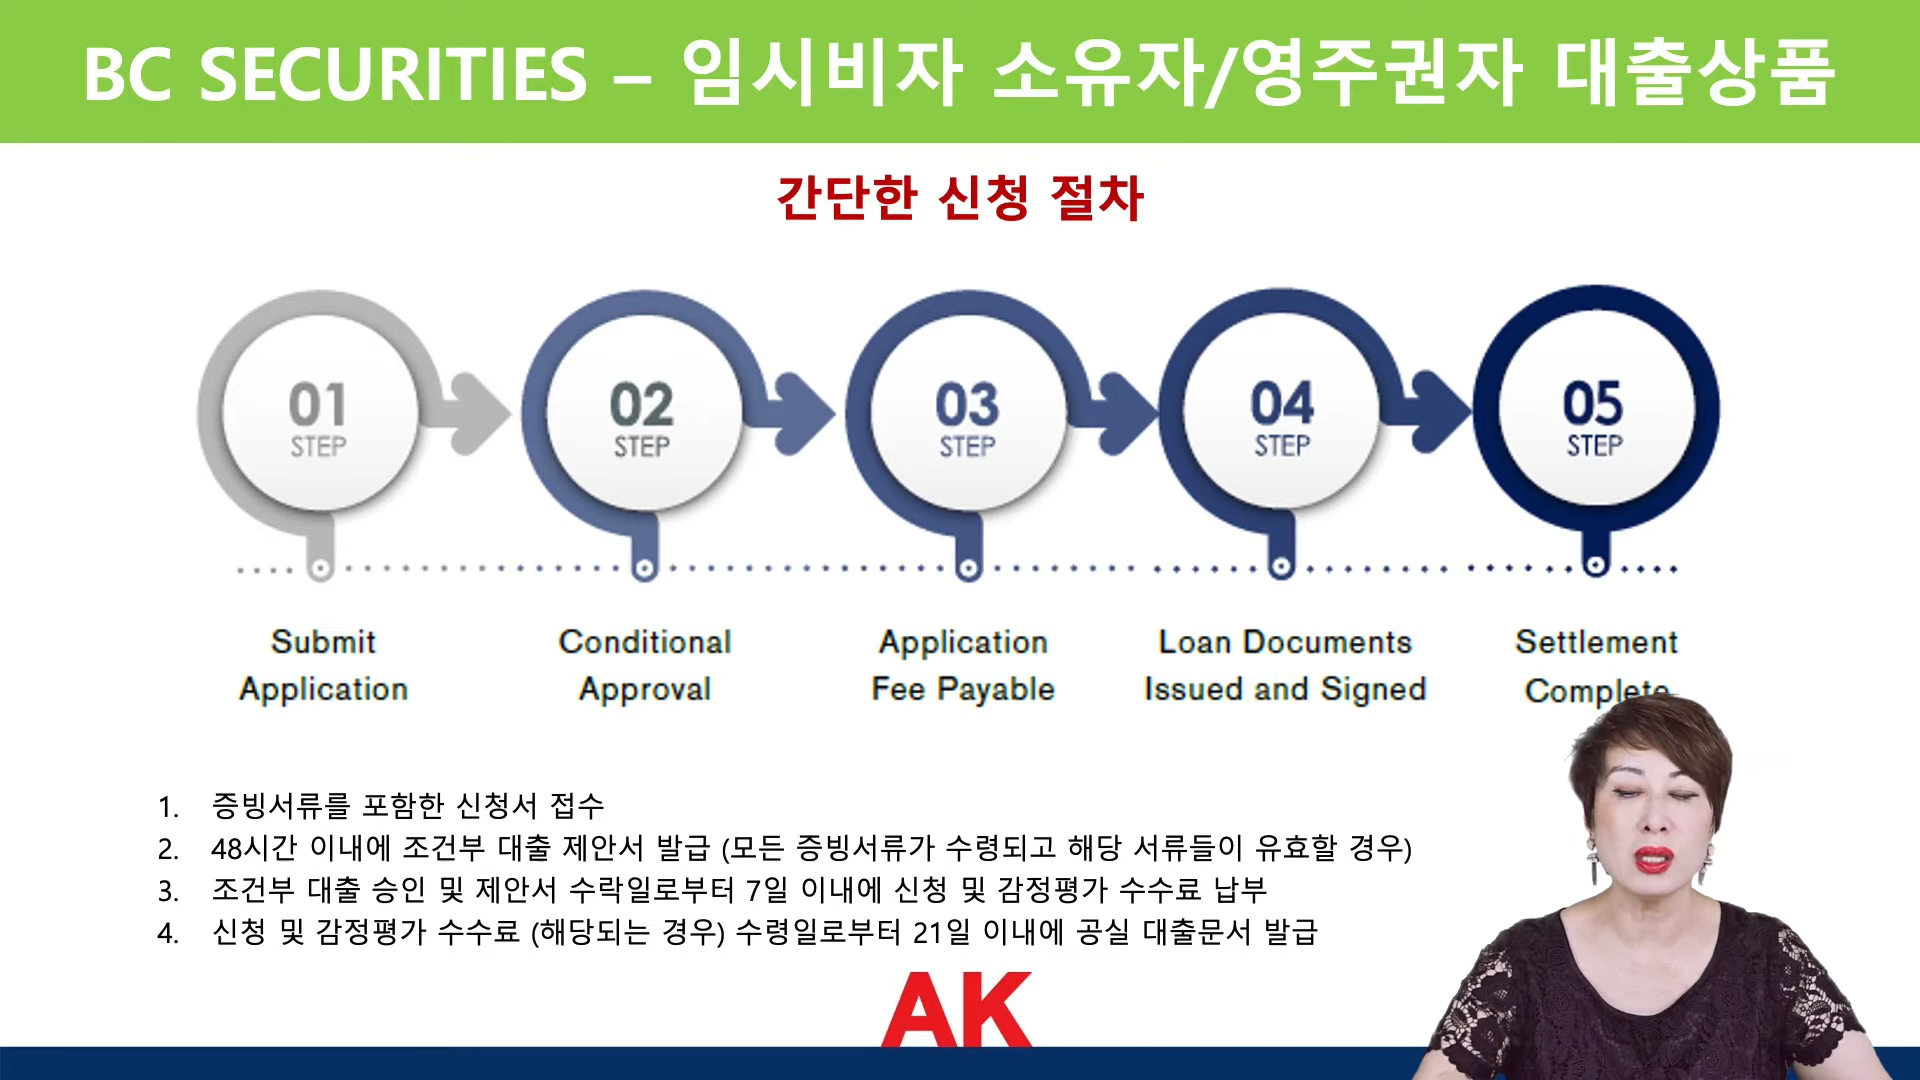 BC SECURITIES – 임시비자 소유자/영주권자 대출상품
간단한 신청 절차
01
STEP
02
STEP
03
STEP
04
STEP
05
STEP
Submit
Application
Conditional
Approval
Application
Fee Payable
Loan Documents
Issued and Signed
Settlement
Complete
1. 증빙서류를 포함한 신청서 접수
2. 48시간 이내에 조건부 대출 제안서 발급 (모든 증빙서류가 수령되고 해당 서류들이 유효할 경우)
3. 조건부 대출 승인 및 제안서 수락일로부터 7일 이내에 신청 및 감정평가 수수료 납부
4. 신청 및 감정평가 수수료 (해당되는 경우) 수령일로부터 21일 이내에 공실 대출문서 발급
AK